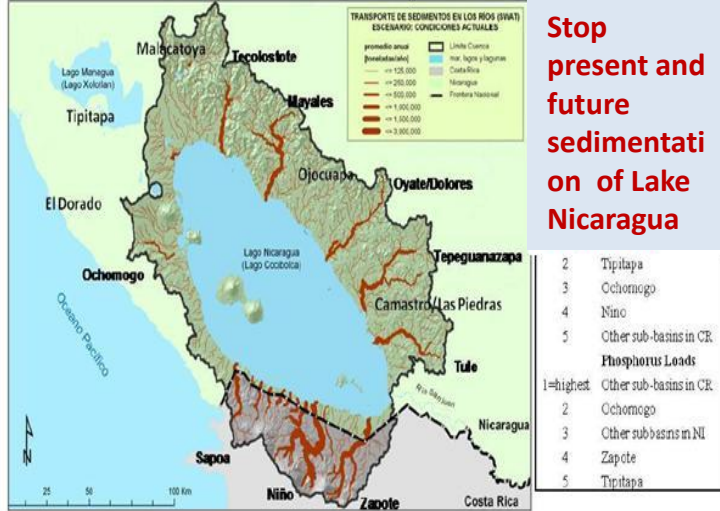 TRANSPORTE DE SEDIMENTOS EN LOS RÍOS (SWAT)
ESCENARIO: CONDICIONES ACTUALES
promedio anual
[toneladas/año]
<= 125,000
<= 250,000
<= 500,000
<= 1,000,000
<= 1,500,000
<= 3,900,000
Límite Cuenca
mar, lagos y lagunas
Costa Rica
Nicaragua
Frontera Nacional
Stop
present and
future
sedimentati
on of Lake
Nicaragua
Malacatoya
Tecolostote
Lago Managua
(Lago Xolotlan)
Tipitapa
Mayales
Ojocuapa
Oyate/Dolores
El Dorado
Lago Nicaragua
(Lago Cocibolca)
Tepeguanazapa
Ochomogo
Camastro/Las Piedras
Océano Pacífico
Tule
Río San Juan
Nicaragua
Sapoa
Niño
Zapote
Costa Rica
N
25 50 100 Km
2 Tipitapa
3 Ochomogo
4 Nino
5 Other sub-basins in CR
Phosphorus Loads
1=highest Other sub-basins in CR
2 Ochomogo
3 Other subbasins in NI
4 Zapote
5 Tipitapa